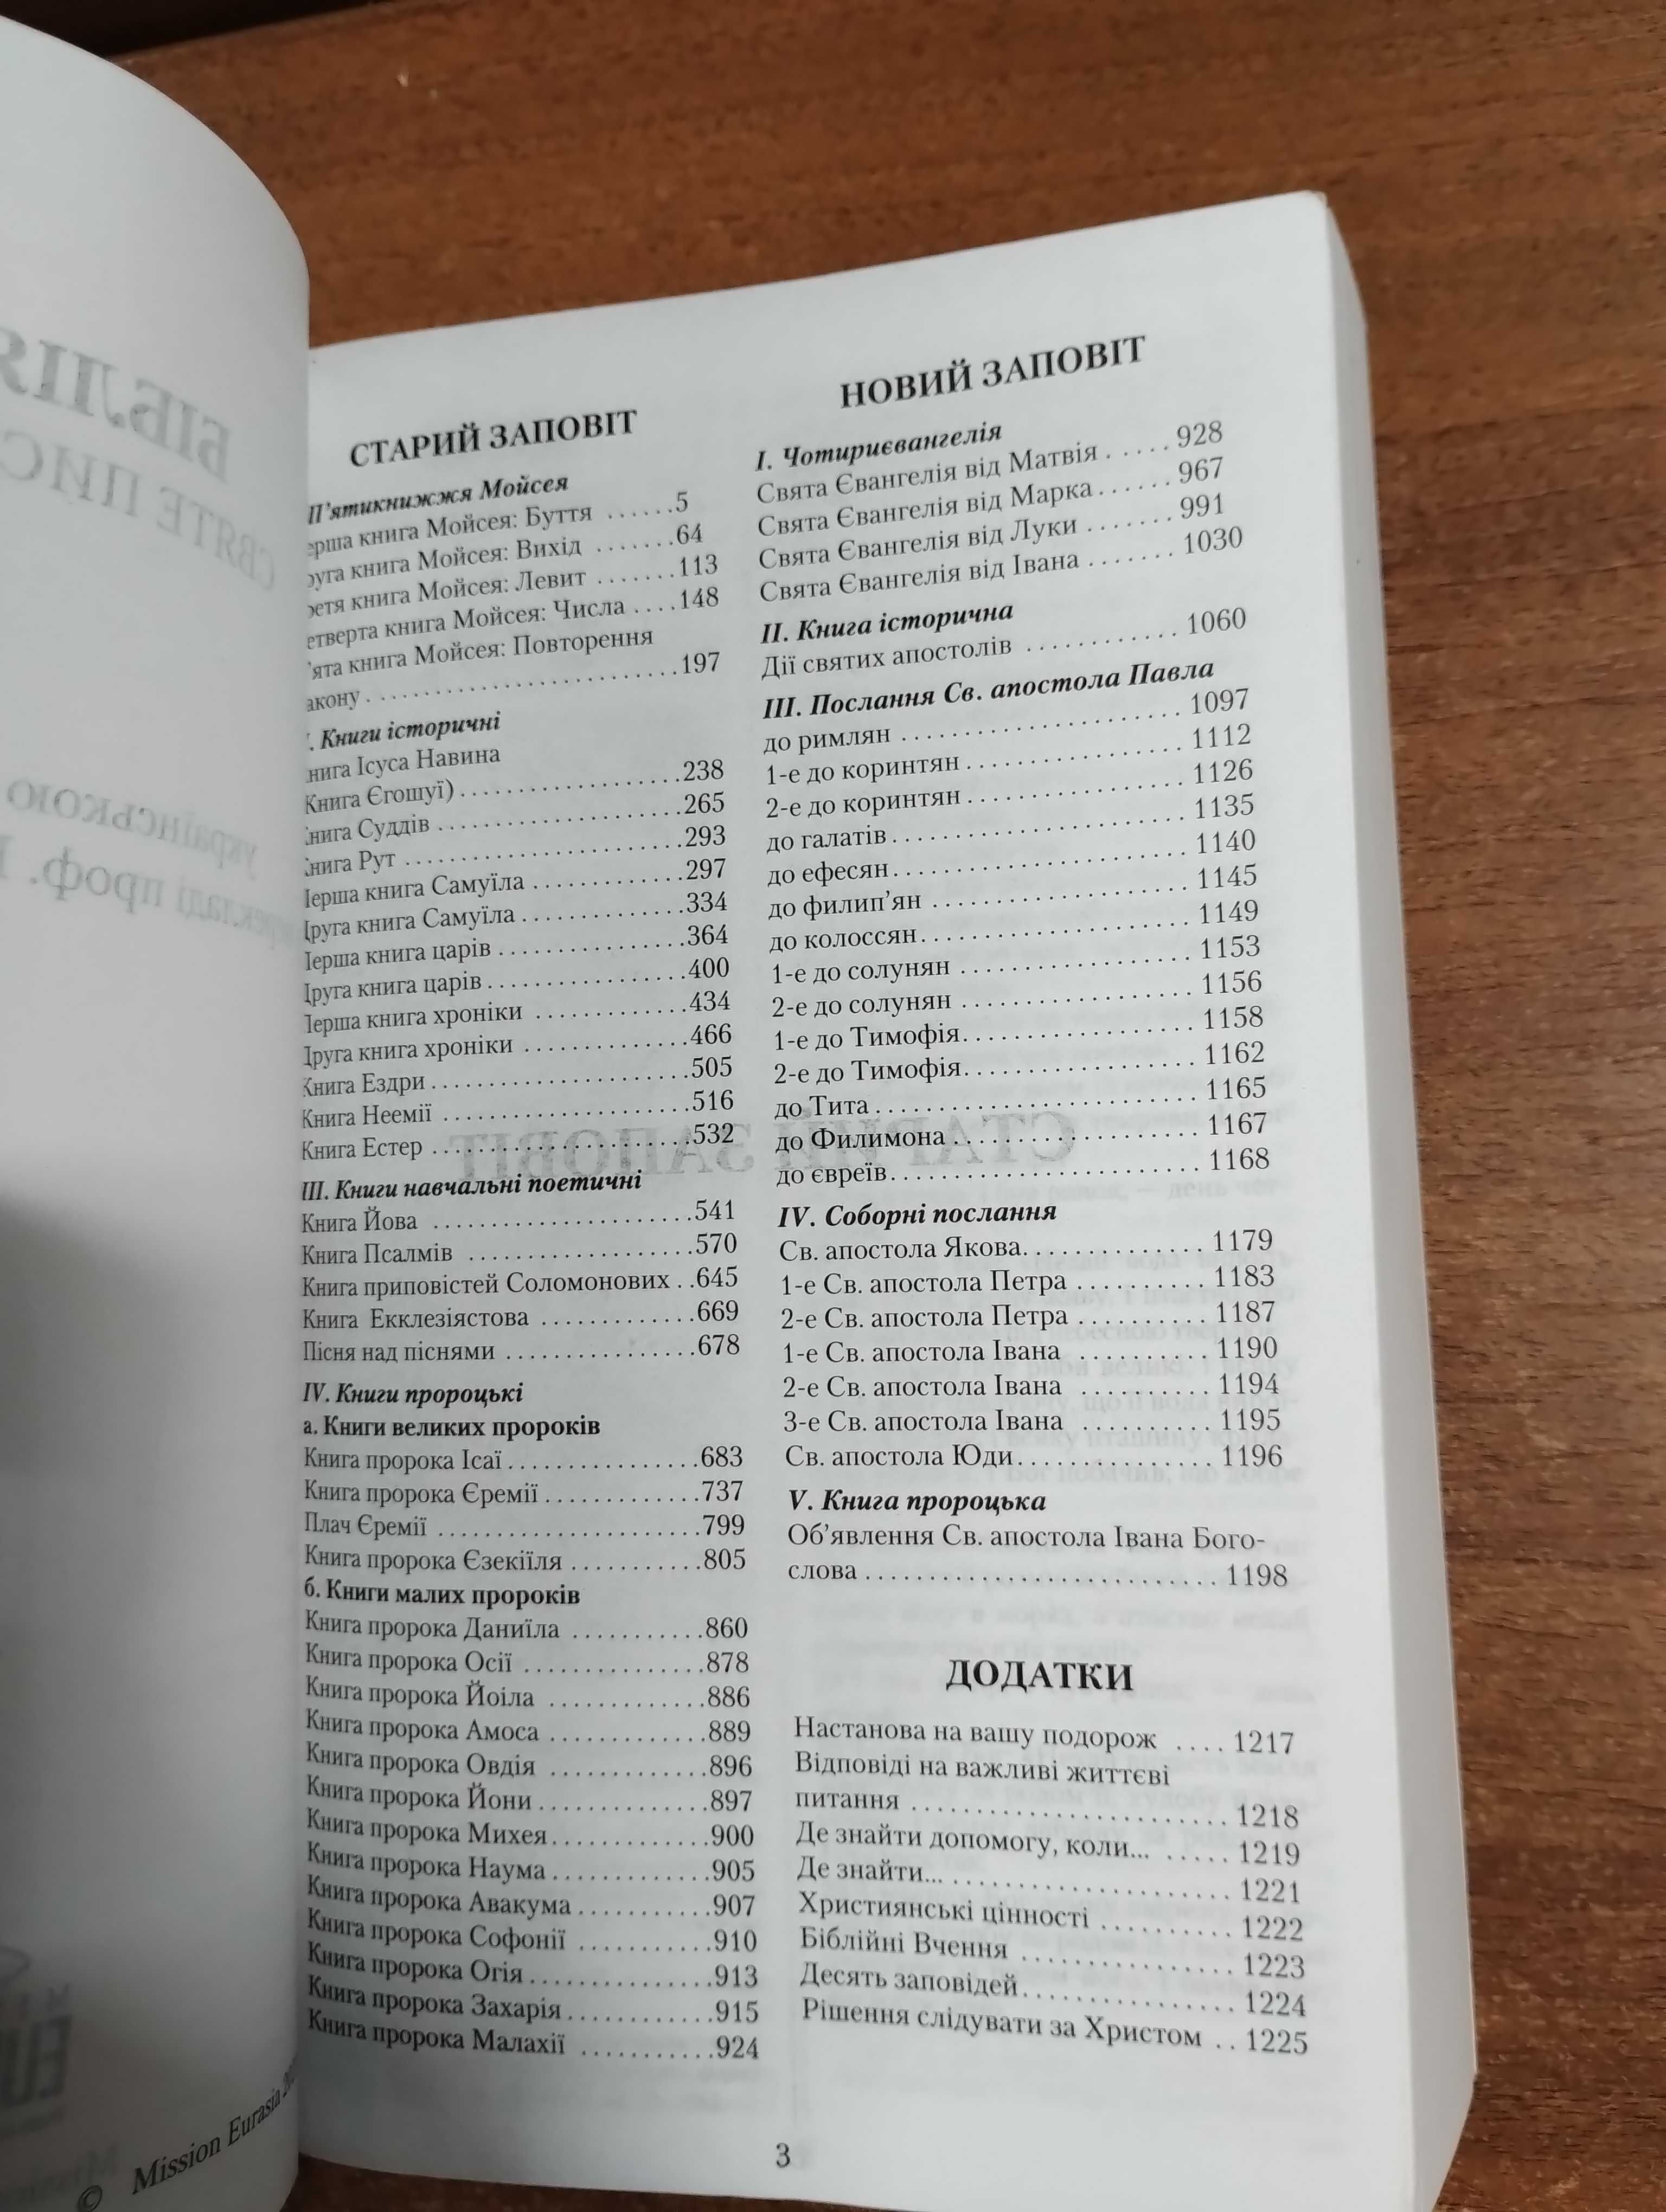 СТАРИЙ ЗАПОВІТ
П'ятикнижжя Мойсея
ерша книга Мойсея: Буття ......5
руга книга Мойсея: Вихід .......64
ретя книга Мойсея: Левит .......113
етверта книга Мойсея: Числа ....148
'ята книга Мойсея: Повторення
акону..........................197
. Книги історичні
нига Ісуса Навина
Книга Єгошуї)..................238
нига Суддів....................265
нига Рут .......................293
Перша книга Самуїла .............297
Друга книга Самуїла..............334
Перша книга царів................364
Друга книга царів................400
Перша книга хроніки .............434
Друга книга хроніки .............466
Книга Ездри.....................505
Книга Неемії ....................516
Книга Естер ....................532
III. Книги навчальні поетичні
Книга Йова .....................541
Книга Псалмів ..................570
Книга приповістей Соломонових ..645
Книга Екклезіястова ............669
Пісня над піснями ...............678
IV. Книги пророцькі
а. Книги великих пророків
Книга пророка Ісаї...............683
Книга пророка Єремії............737
Плач Єремії .....................799
Книга пророка Єзекіїля ..........805
б. Книги малих пророків
Книга пророка Даниїла ..........860
Книга пророка Осії ..............878
Книга пророка Йоіла ............886
Книга пророка Амоса ............889
Книга пророка Овдія ............896
Книга пророка Йони.............897
Книга пророка Михея............900
Книга пророка Наума............905
Книга пророка Авакума..........907
Книга пророка Софонії ..........910
Книга пророка Огія..............913
Книга пророка Захарія...........915
Книга пророка Малахії ..........924
НОВИЙ ЗАПОВІТ
I. Чотириєвангелія
Свята Євангелія від Матвія .....928
Свята Євангелія від Марка......967
Свята Євангелія від Луки .......991
Свята Євангелія від Івана .......1030
II. Книга історична
Дії святих апостолів ...........1060
III. Послання Св. апостола Павла
до римлян ....................1097
1-е до коринтян................1112
2-е до коринтян................1126
до галатів.....................1135
до ефесян.....................1140
до филип'ян ..................1145
до колоссян...................1149
1-е до солунян ................1153
2-е до солунян ................1156
1-е до Тимофія................1158
2-е до Тимофія................1162
до Тита......................1165
до Филимона.................1167
до євреїв.....................1168
IV. Соборні послання
Св. апостола Якова.............1179
1-е Св. апостола Петра ..........1183
2-е Св. апостола Петра ..........1187
1-е Св. апостола Івана ..........1190
2-е Св. апостола Івана ..........1194
3-е Св. апостола Івана ..........1195
Св. апостола Юди..............1196
V. Книга пророцька
Об'явлення Св. апостола Івана Бого-
слова.........................1198
ДОДАТКИ
Настанова на вашу подорож ....1217
Відповіді на важливі життєві
питання ......................1218
Де знайти допомогу, коли... .....1219
Де знайти... ...................1221
Християнські цінності ..........1222
Біблійні Вчення ................1223
Десять заповідей................1224
Рішення слідувати за Христом ..1225
3
© Mission Eurasia